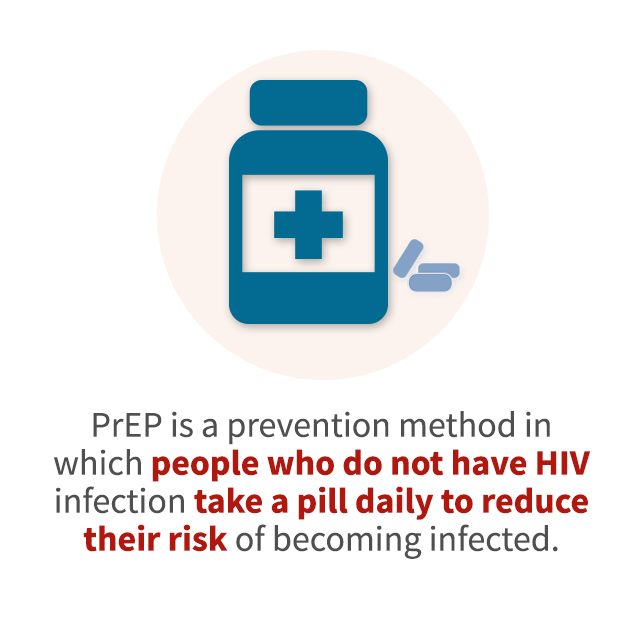 PrEP is a prevention method in
which people who do not have HIV
infection take a pill daily to reduce
their risk of becoming infected.